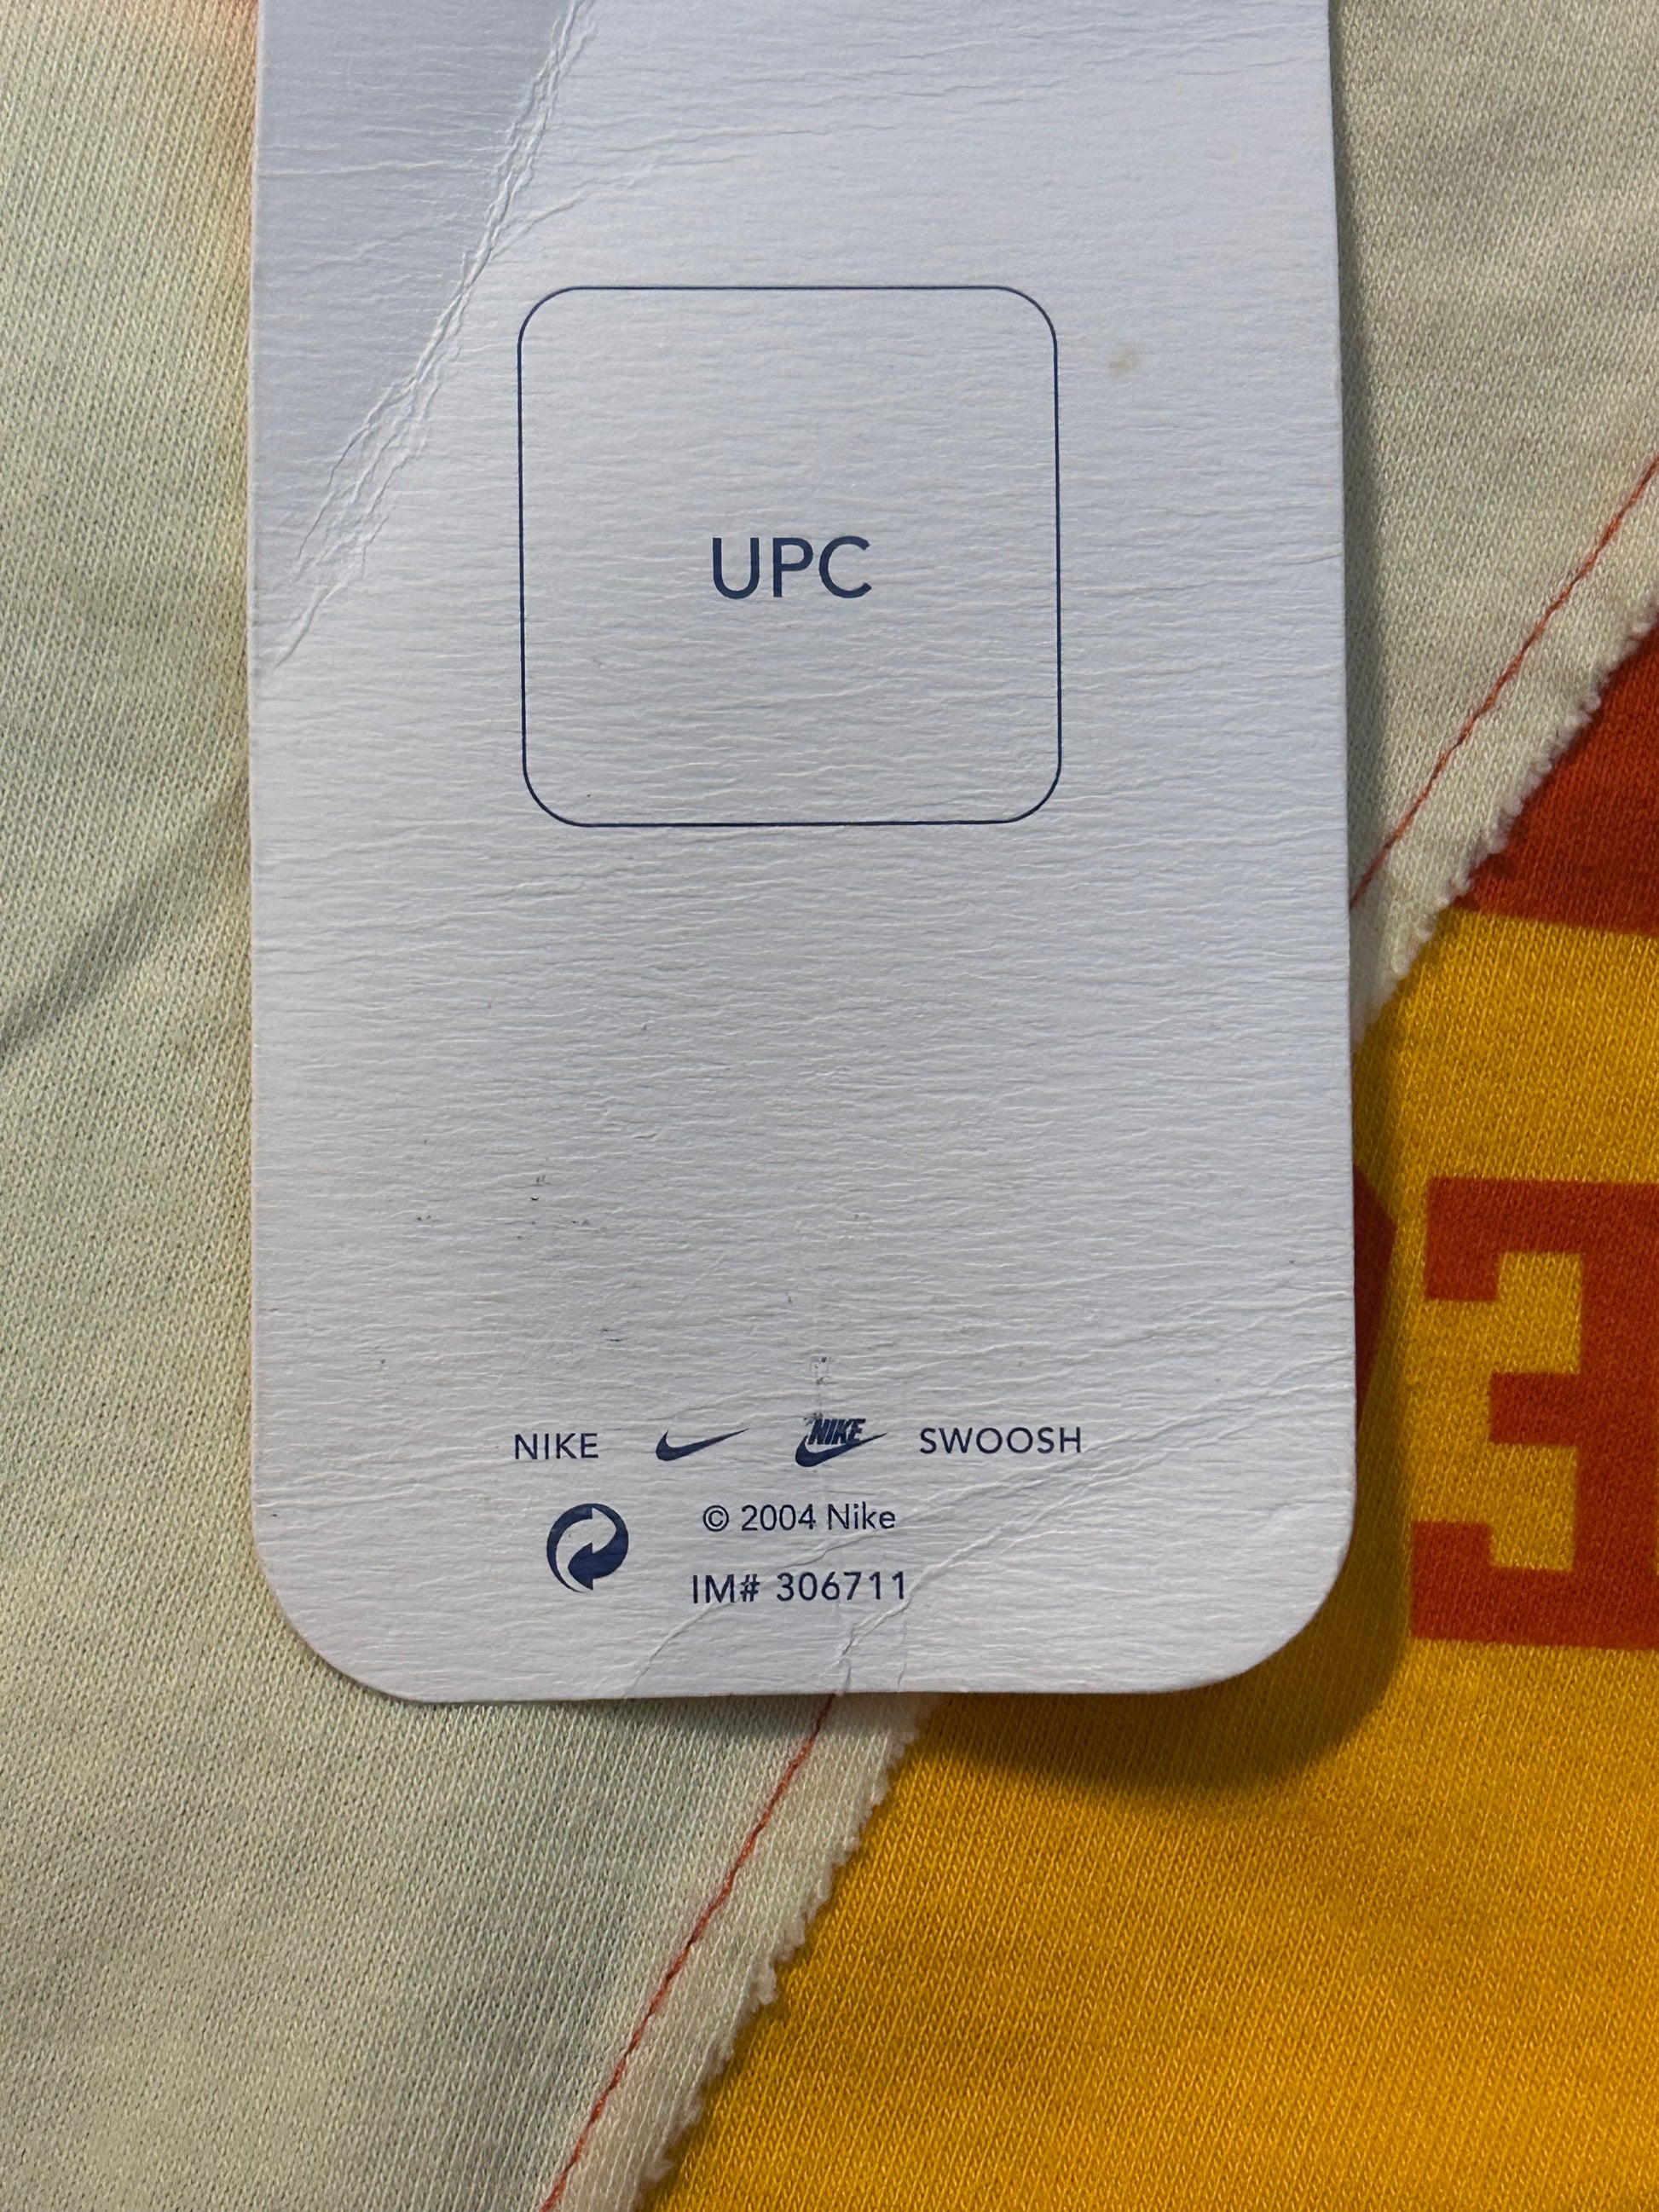 UPC
NIKE NIKE SWOOSH
© 2004 Nike
IM# 306711
E